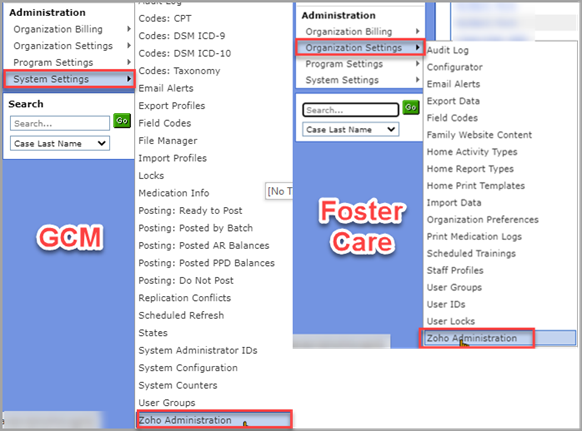 Administration
Organization Billing
Organization Settings
Program Settings
System Settings
Search
Search...
Go
Case Last Name
GCM
Audit Log
Codes: CPT
Codes: DSM ICD-9
Codes: DSM ICD-10
Codes: Taxonomy
Email Alerts
Export Profiles
Field Codes
File Manager
Import Profiles
Locks
Medication Info
[No T
Posting: Ready to Post
Posting: Posted by Batch
Posting: Posted AR Balances
Posting: Posted PPD Balances
Posting: Do Not Post
Replication Conflicts
Scheduled Refresh
States
System Administrator IDs
System Configuration
System Counters
User Groups
Zoho Administration
Administration
Organization Billing
Organization Settings
Program Settings
System Settings
Search...
Go
Case Last Name
Foster
Care
Audit Log
Configurator
Email Alerts
Export Data
Field Codes
Family Website Content
Home Activity Types
Home Report Types
Home Print Templates
Import Data
Organization Preferences
Print Medication Logs
Scheduled Trainings
Staff Profiles
User Groups
User IDs
User Locks
Zoho Administration